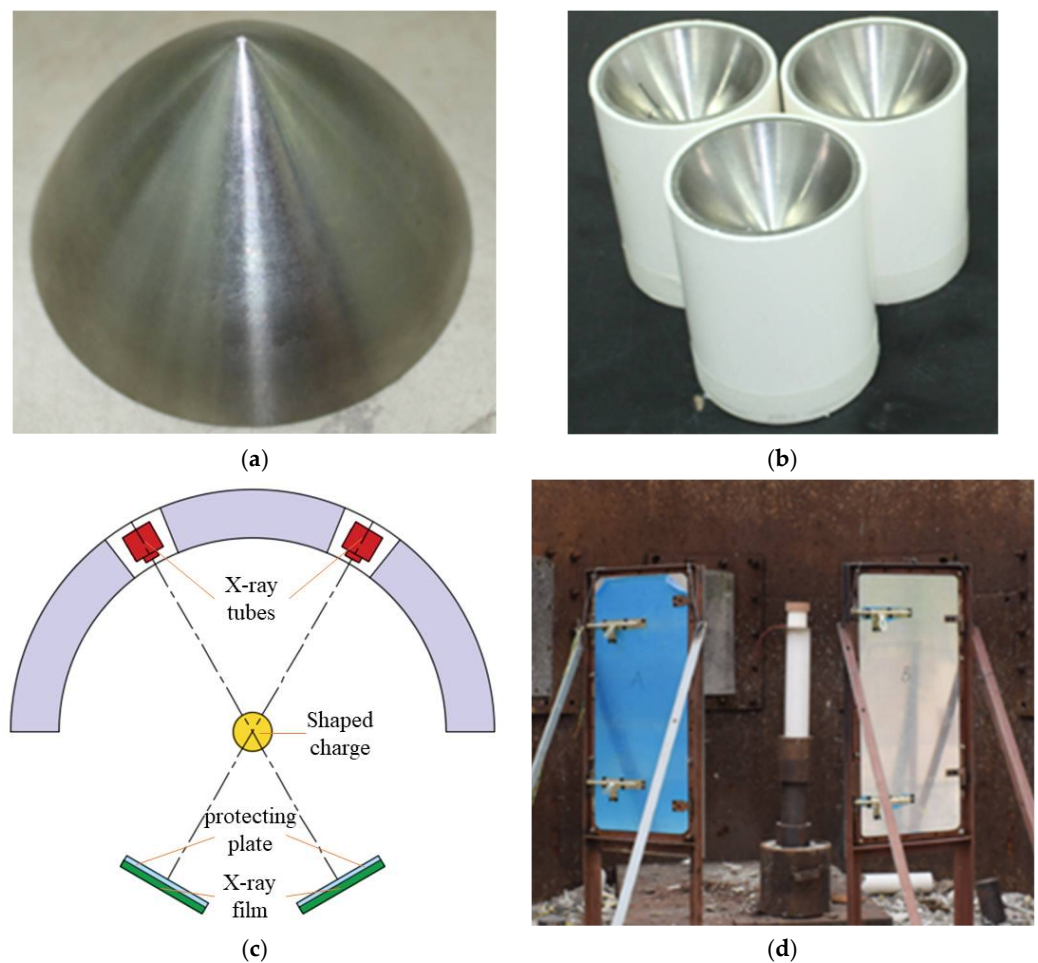 (a)
(b)
X-ray
tubes
Shaped
charge
protecting
plate
X-ray
film
A
(c)
(d)